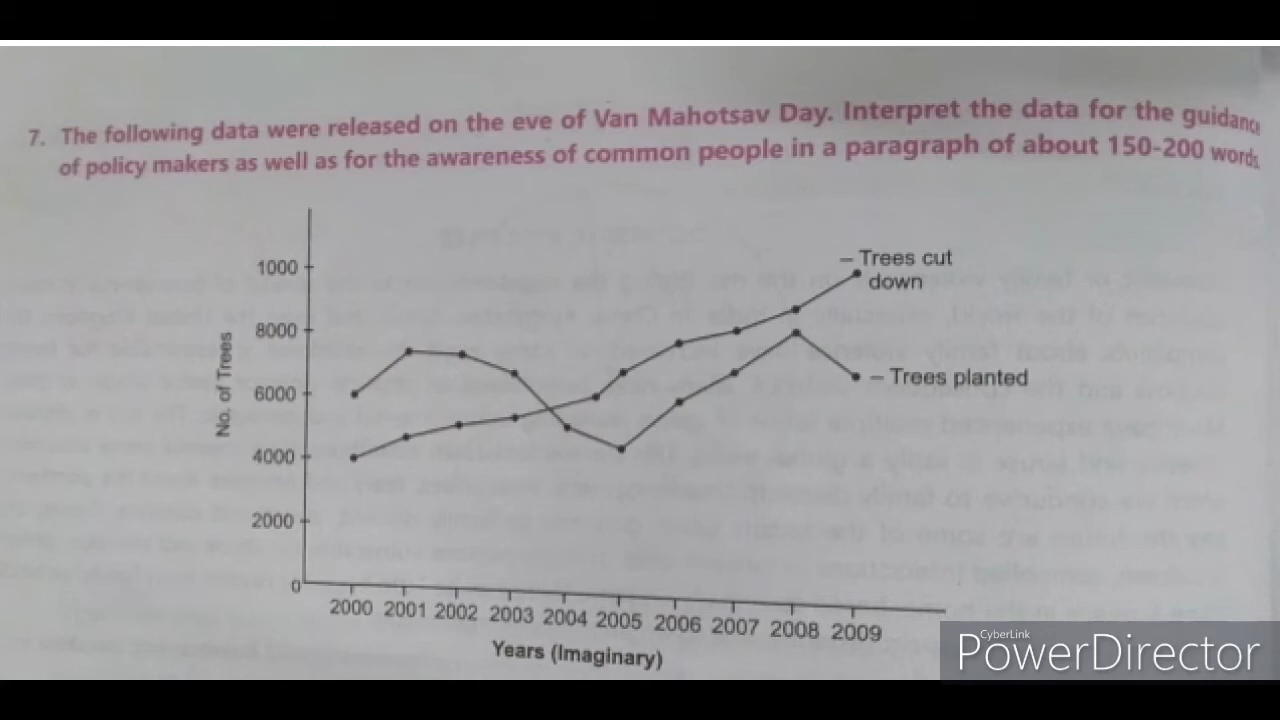 7. The following data were released on the eve of Van Mahotsav Day. Interpret the data for the guidance
of policy makers as well as for the awareness of common people in a paragraph of about 150-200 words.
No. of Trees
1000
8000
6000
4000
2000
0
– Trees cut
down
– Trees planted
2000 2001 2002 2003 2004 2005 2006 2007 2008 2009
Years (Imaginary)
CyberLink
PowerDirector